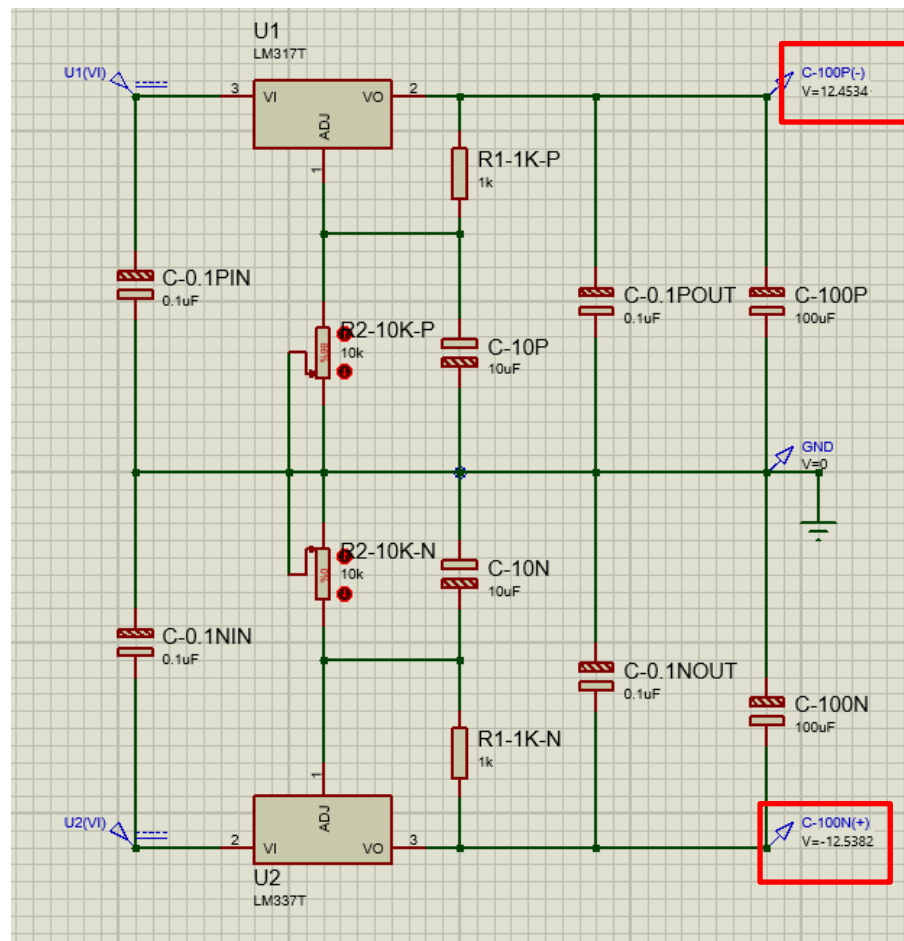 U1
LM317T
U1(VI)
C-100P(-)
V=12.4534
3
VI
VO
2
ADJ
1
R1-1K-P
1k
C-0.1PIN
0.1uF
C-0.1POUT
0.1uF
C-100P
100uF
R2-10K-P
10k
C-10P
10uF
GND
V=0
R2-10K-N
10k
%0
C-10N
10uF
C-0.1NIN
0.1uF
C-0.1NOUT
0.1uF
C-100N
100uF
R1-1K-N
1k
1
ADJ
U2(VI)
C-100N(+)
V=-12.5382
2
VI
VO
3
U2
LM337T